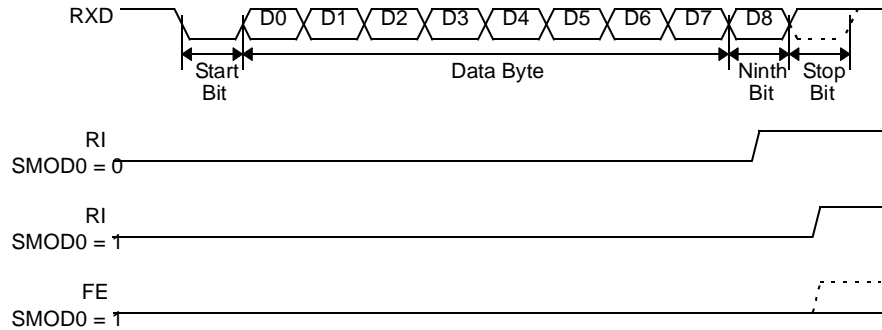 RXD D0 D1 D2 D3 D4 D5 D6 D7 D8
Start Bit
Data Byte
Ninth Bit
Stop Bit
RI
SMOD0 = 0
RI
SMOD0 = 1
FE
SMOD0 = 1